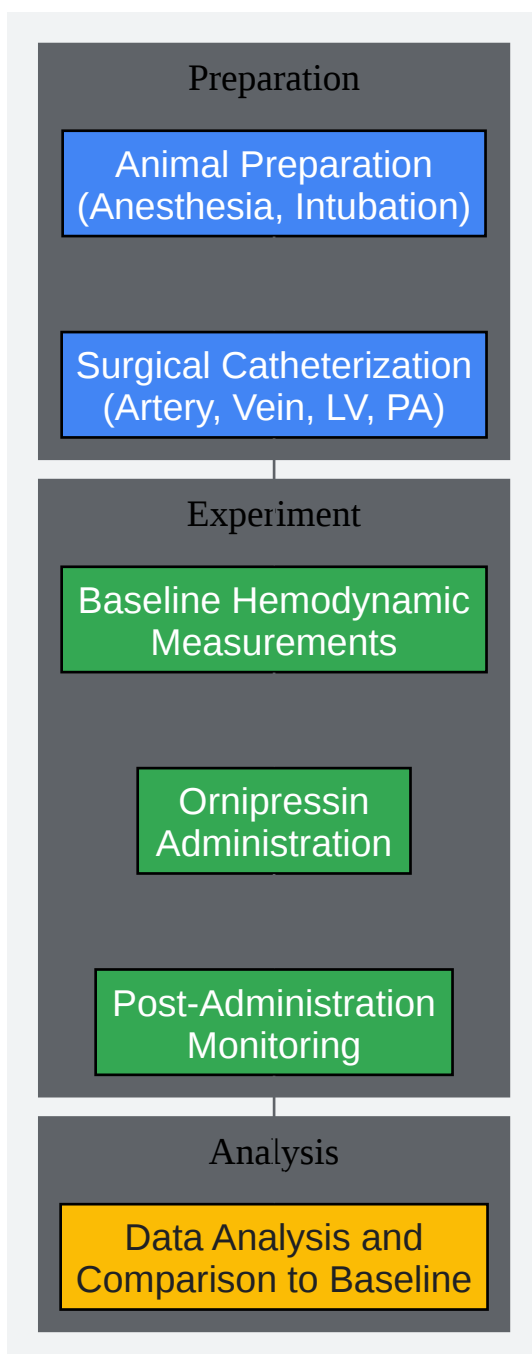 Preparation
Animal Preparation
(Anesthesia, Intubation)
Surgical Catheterization
(Artery, Vein, LV, PA)
Experiment
Baseline Hemodynamic
Measurements
Ornipressin
Administration
Post-Administration
Monitoring
Analysis
Data Analysis and
Comparison to Baseline